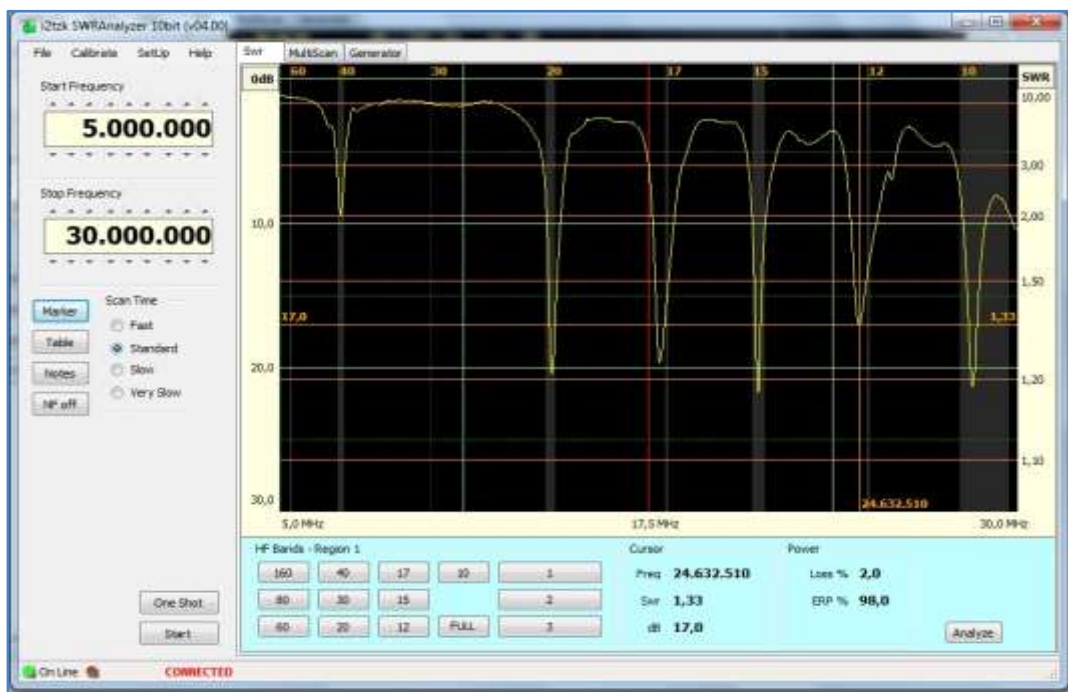 i2tzk SWRAnalyzer 10bit (v04.00)
File Calibrate SetUp Help
Swr MultiScan Generator
Start Frequency
5.000.000
Stop Frequency
30.000.000
Marker
Table
Notes
NF off
Scan Time
Fast
Standard
Slow
Very Slow
One Shot
Start
0dB 60 40 30 20 17 15 12 10 SWR
10,00
3,00
10,0 2,00
1,50
17,0 1,33
20,0 1,20
1,10
30,0 24.632.510
5,0 MHz 17,5 MHz 30,0 MHz
HF Bands - Region 1
160 40 17 10 1
80 30 15 2
60 20 12 FULL 3
Cursor
Freq 24.632.510
Swr 1,33
dB 17,0
Power
Loss % 2,0
ERP % 98,0
Analyze
On Line CONNECTED